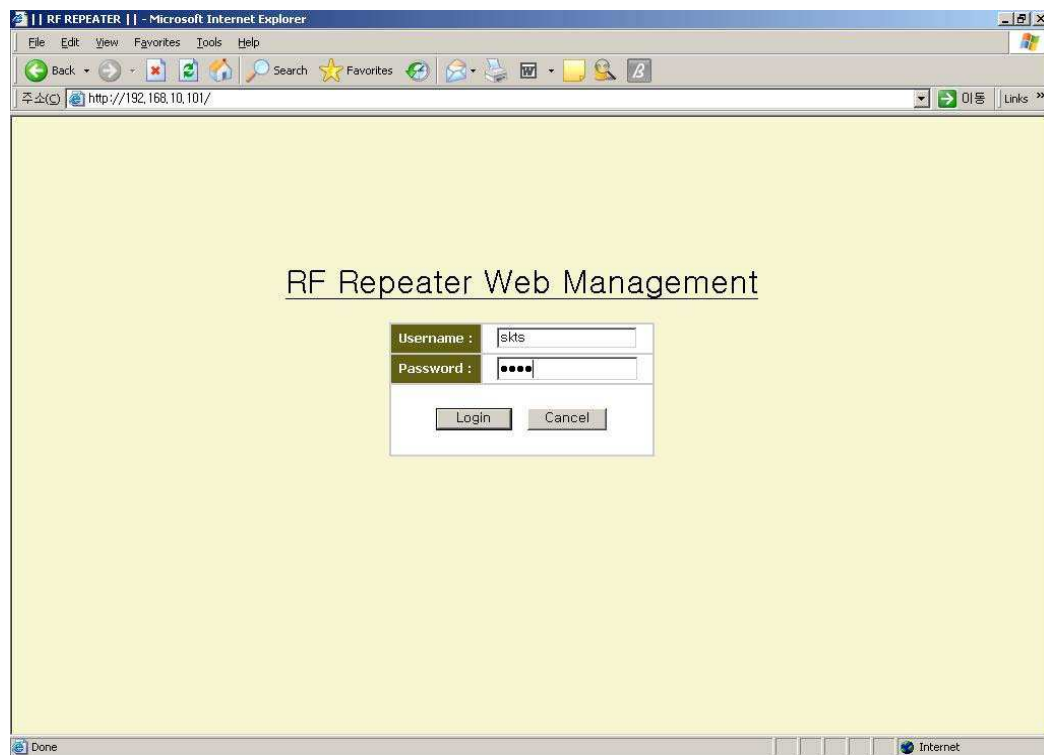 || RF REPEATER || - Microsoft Internet Explorer
File Edit View Favorites Tools Help
Back Search Favorites
주소(C) http://192,168,10,101/ 이동 Links »
RF Repeater Web Management
Username : skts
Password : ••••
Login Cancel
Done Internet